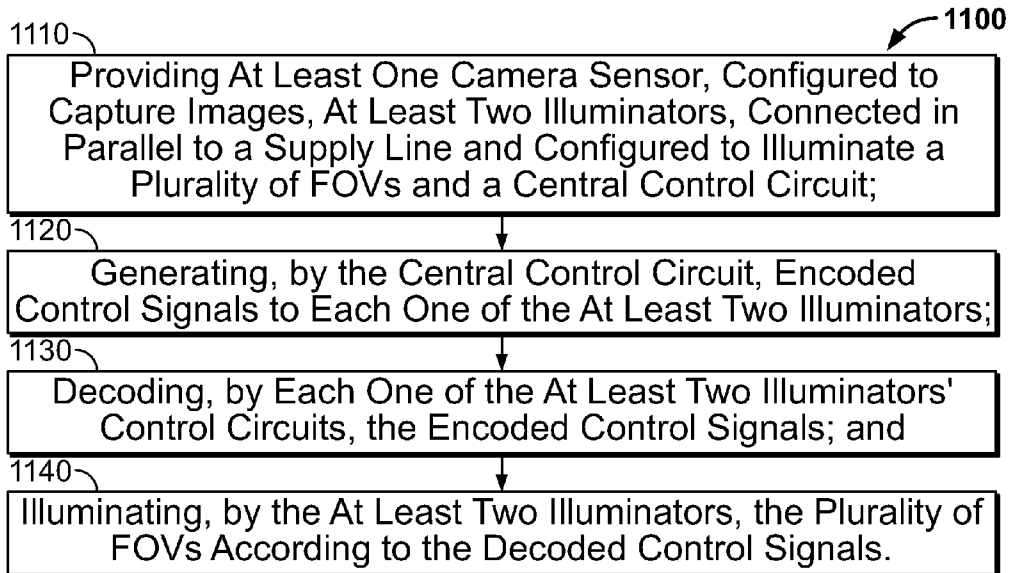 1100
1110
Providing At Least One Camera Sensor, Configured to
Capture Images, At Least Two Illuminators, Connected in
Parallel to a Supply Line and Configured to Illuminate a
Plurality of FOVs and a Central Control Circuit;
1120
Generating, by the Central Control Circuit, Encoded
Control Signals to Each One of the At Least Two Illuminators;
1130
Decoding, by Each One of the At Least Two Illuminators'
Control Circuits, the Encoded Control Signals; and
1140
Illuminating, by the At Least Two Illuminators, the Plurality of
FOVs According to the Decoded Control Signals.